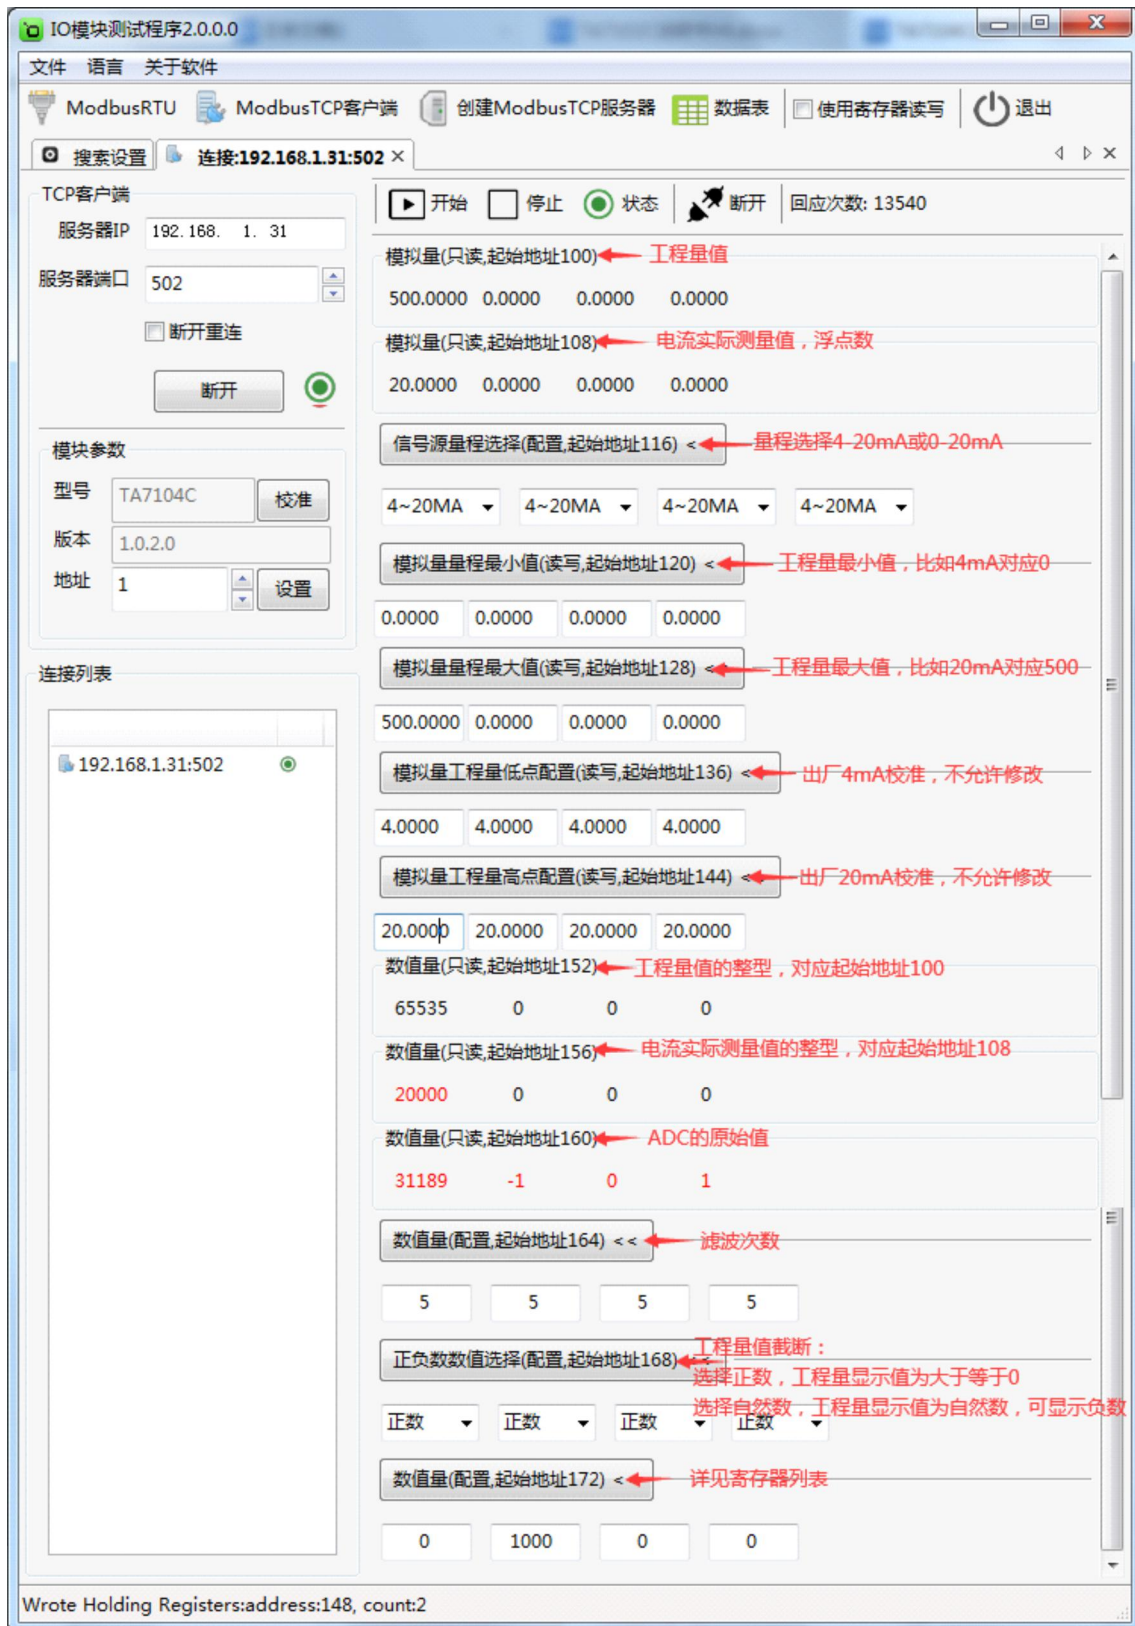 IO模块测试程序2.0.0.0
文件 语言 关于软件
ModbusRTU ModbusTCP客户端 创建ModbusTCP服务器 数据表 使用寄存器读写 退出
搜索设置 连接:192.168.1.31:502
TCP客户端
服务器IP 192.168. 1. 31
服务器端口 502
断开重连
断开
模块参数
型号 TA7104C 校准
版本 1.0.2.0
地址 1 设置
连接列表
192.168.1.31:502
开始 停止 状态 断开 回应次数: 13540
模拟量(只读,起始地址100) 工程量值
500.0000 0.0000 0.0000 0.0000
模拟量(只读,起始地址108) 电流实际测量值，浮点数
20.0000 0.0000 0.0000 0.0000
信号源量程选择(配置,起始地址116) < 量程选择4-20mA或0-20mA
4~20MA 4~20MA 4~20MA 4~20MA
模拟量量程最小值(读写,起始地址120) < 工程量最小值，比如4mA对应0
0.0000 0.0000 0.0000 0.0000
模拟量量程最大值(读写,起始地址128) < 工程量最大值，比如20mA对应500
500.0000 0.0000 0.0000 0.0000
模拟量工程量低点配置(读写,起始地址136) < 出厂4mA校准，不允许修改
4.0000 4.0000 4.0000 4.0000
模拟量工程量高点配置(读写,起始地址144) < 出厂20mA校准，不允许修改
20.0000 20.0000 20.0000 20.0000
数值量(只读,起始地址152) 工程量值的整型，对应起始地址100
65535 0 0 0
数值量(只读,起始地址156) 电流实际测量值的整型，对应起始地址108
20000 0 0 0
数值量(只读,起始地址160) ADC的原始值
31189 -1 0 1
数值量(配置,起始地址164) << 滤波次数
5 5 5 5
正负数数值选择(配置,起始地址168) <
工程量值截断：
选择正数，工程量显示值为大于等于0
选择自然数，工程量显示值为自然数，可显示负数
正数 正数 正数 正数
数值量(配置,起始地址172) < 详见寄存器列表
0 1000 0 0
Wrote Holding Registers:address:148, count:2